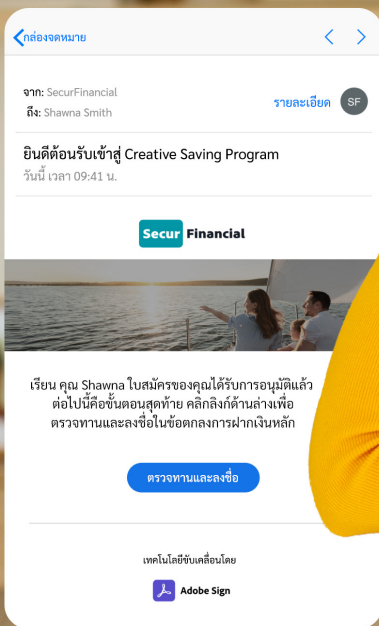 กล่องจดหมาย
จาก: SecurFinancial
รายละเอียด SF
ถึง: Shawna Smith
ยินดีต้อนรับเข้าสู่ Creative Saving Program
วันนี้ เวลา 09:41 น.
Secur Financial
เรียน คุณ Shawna ใบสมัครของคุณได้รับการอนุมัติแล้ว
ต่อไปนี้คือขั้นตอนสุดท้าย คลิกลิงก์ด้านล่างเพื่อ
ตรวจทานและลงชื่อในข้อตกลงการฝากเงินหลัก
ตรวจทานและลงชื่อ
เทคโนโลยีขับเคลื่อนโดย
Adobe Sign